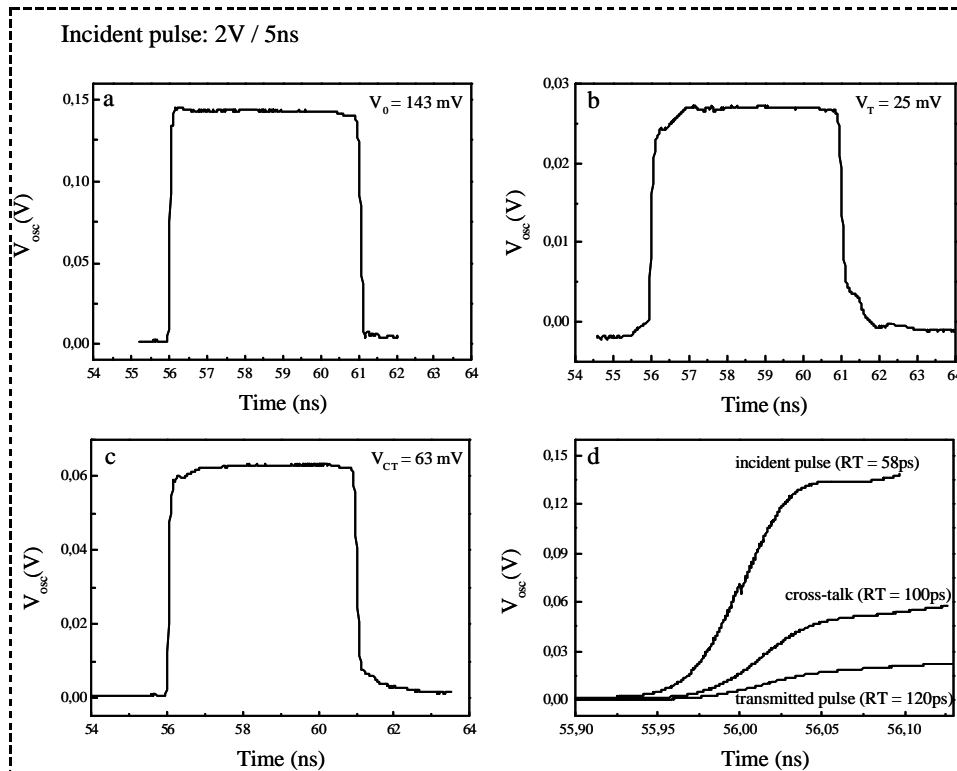 Incident pulse: 2V / 5ns
a
V0 = 143 mV
0,15
0,10
0,05
0,00
Vosc(V)
54 55 56 57 58 59 60 61 62 63 64
Time (ns)
b
VT = 25 mV
0,03
0,02
0,01
0,00
Vosc(V)
54 55 56 57 58 59 60 61 62 63 64
Time (ns)
c
VCT = 63 mV
0,06
0,04
0,02
0,00
Vosc(V)
54 56 58 60 62 64
Time (ns)
d
incident pulse (RT = 58ps)
cross-talk (RT = 100ps)
transmitted pulse (RT = 120ps)
0,15
0,12
0,09
0,06
0,03
0,00
Vosc(V)
55,90 55,95 56,00 56,05 56,10
Time (ns)